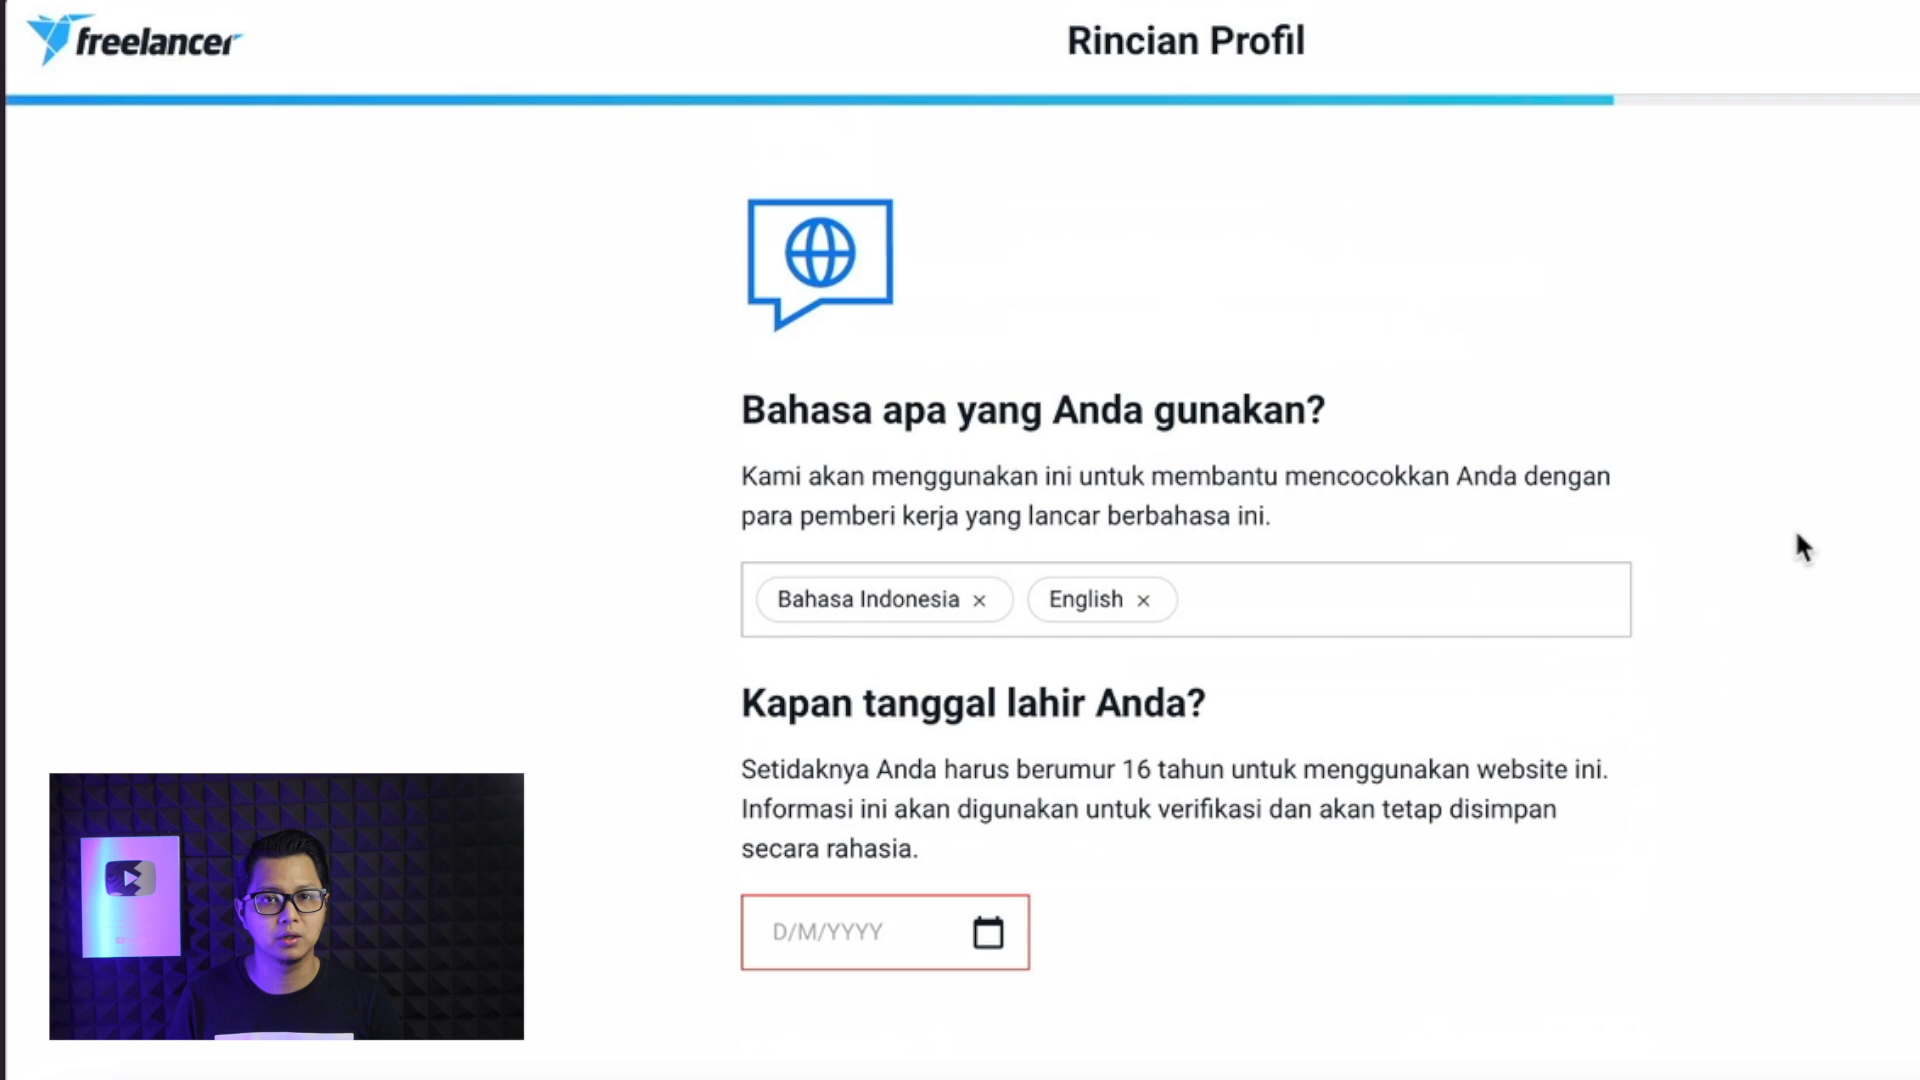 freelancer
Rincian Profil
Bahasa apa yang Anda gunakan?
Kami akan menggunakan ini untuk membantu mencocokkan Anda dengan
para pemberi kerja yang lancar berbahasa ini.
Bahasa Indonesia ×
English ×
Kapan tanggal lahir Anda?
Setidaknya Anda harus berumur 16 tahun untuk menggunakan website ini.
Informasi ini akan digunakan untuk verifikasi dan akan tetap disimpan
secara rahasia.
D/M/YYYY